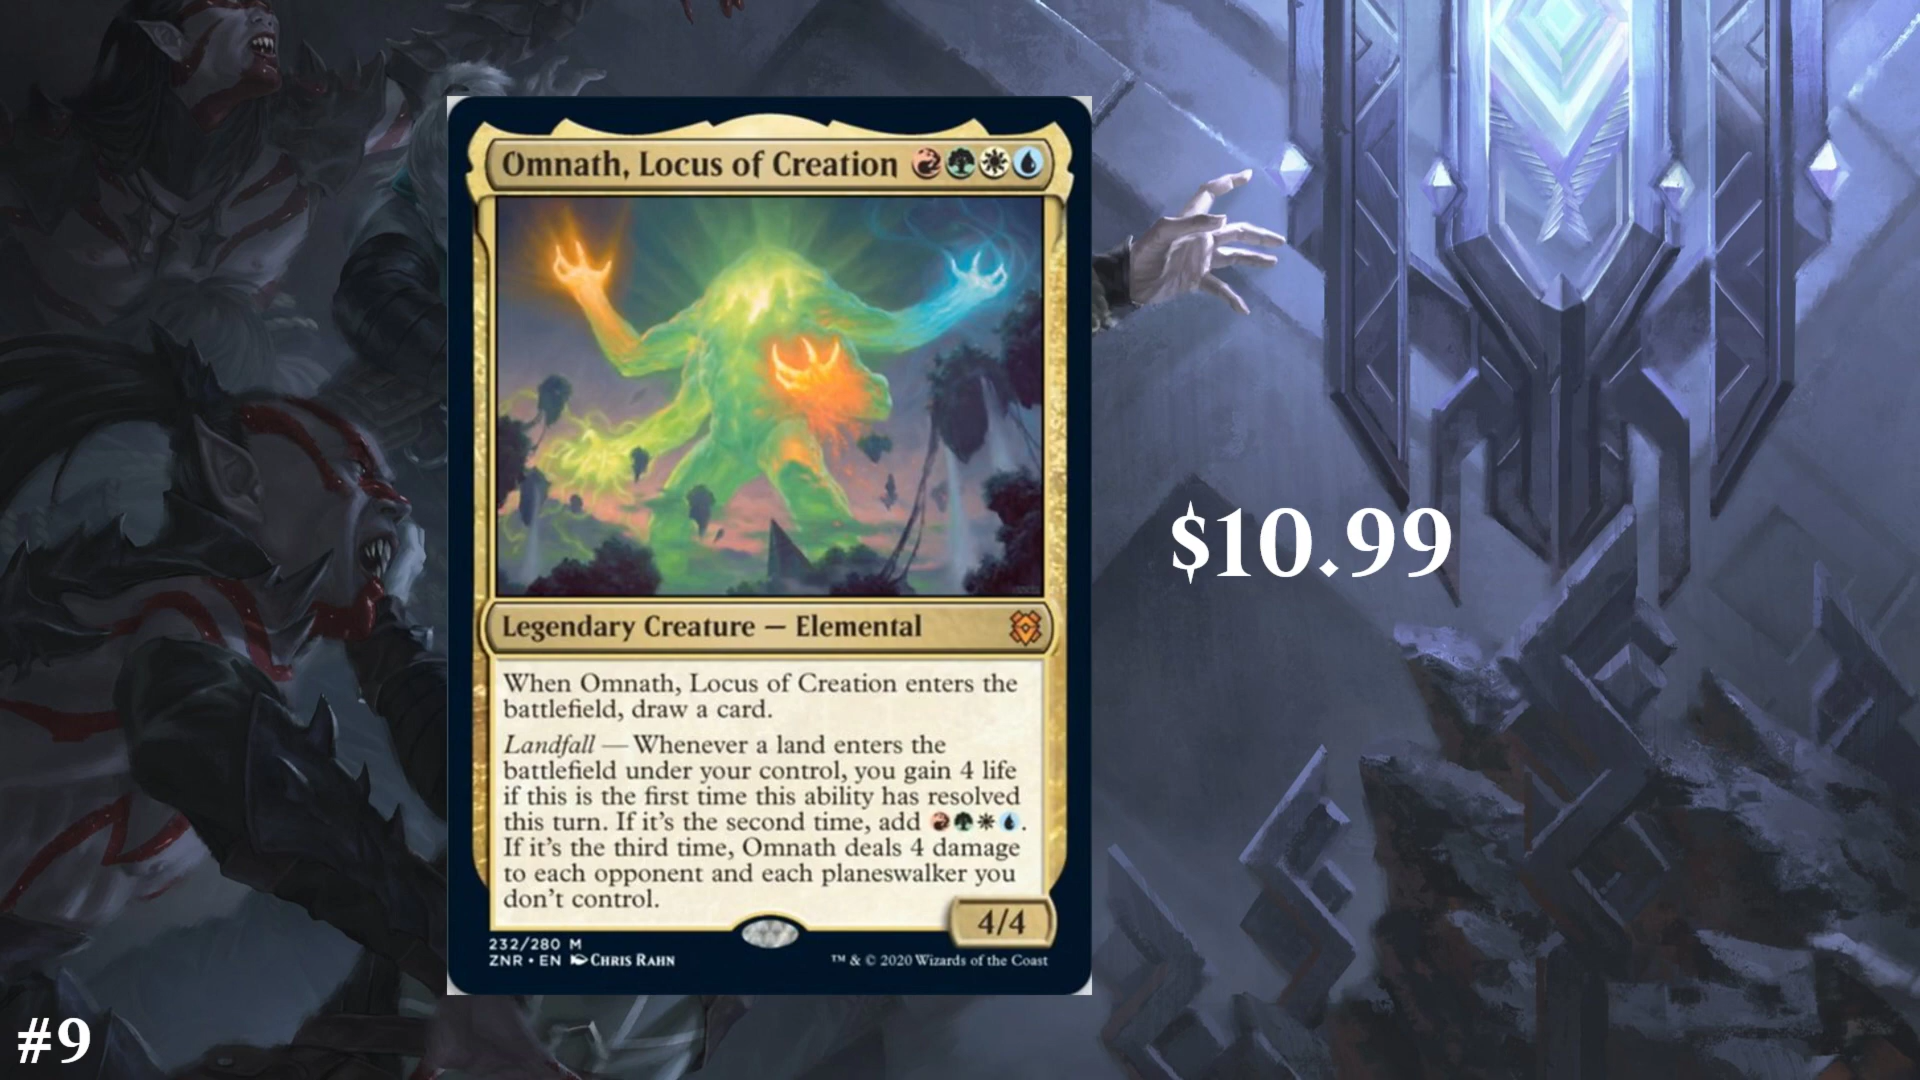 Omnath, Locus of Creation
Legendary Creature — Elemental
When Omnath, Locus of Creation enters the
battlefield, draw a card.
Landfall — Whenever a land enters the
battlefield under your control, you gain 4 life
if this is the first time this ability has resolved
this turn. If it's the second time, add .
If it's the third time, Omnath deals 4 damage
to each opponent and each planeswalker you
don't control.
4/4
232/280 M
ZNR • EN Chris Rahn
™ & © 2020 Wizards of the Coast
$10.99
#9